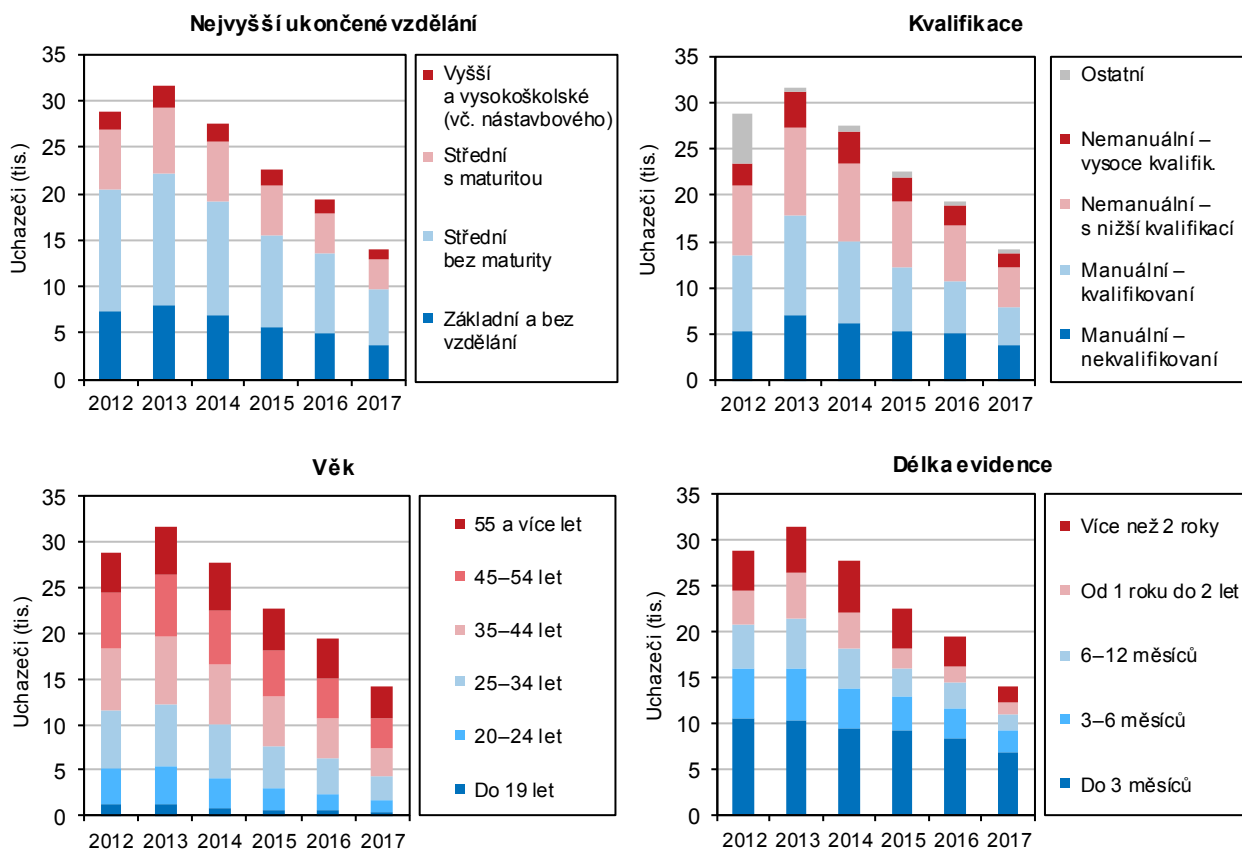 Nejvyšší ukončené vzdělání
Uchazeči (tis.)
35
30
25
20
15
10
5
0
2012 2013 2014 2015 2016 2017
Vyšší
a vysokoškolské
(vč. nástavbového)
Střední
s maturitou
Střední
bez maturity
Základní a bez
vzdělání
Kvalifikace
Uchazeči (tis.)
35
30
25
20
15
10
5
0
2012 2013 2014 2015 2016 2017
Ostatní
Nemanuální –
vysoce kvalifik.
Nemanuální –
s nižší kvalifikací
Manuální –
kvalifikovaní
Manuální –
nekvalifikovaní
Věk
Uchazeči (tis.)
35
30
25
20
15
10
5
0
2012 2013 2014 2015 2016 2017
55 a více let
45–54 let
35–44 let
25–34 let
20–24 let
Do 19 let
Délka evidence
Uchazeči (tis.)
35
30
25
20
15
10
5
0
2012 2013 2014 2015 2016 2017
Více než 2 roky
Od 1 roku do 2 let
6–12 měsíců
3–6 měsíců
Do 3 měsíců